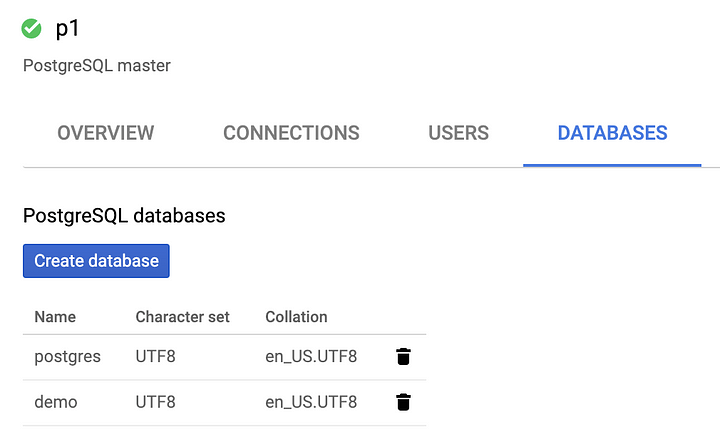 p1
PostgreSQL master
OVERVIEW CONNECTIONS USERS DATABASES
PostgreSQL databases
Create database
Name Character set Collation
postgres UTF8 en_US.UTF8
demo UTF8 en_US.UTF8